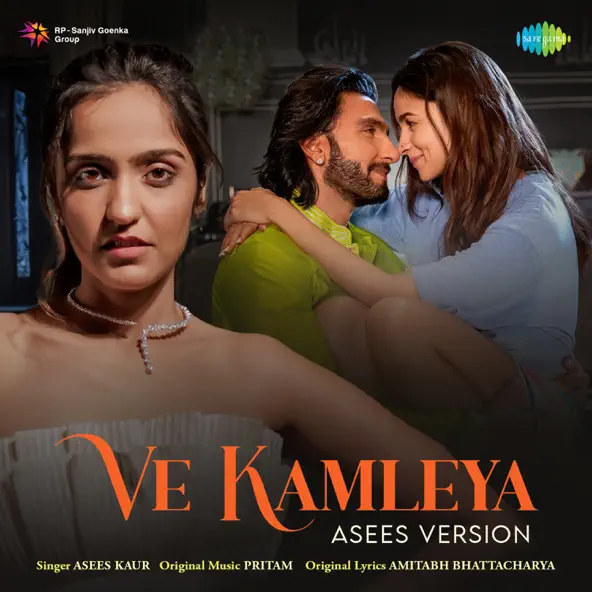 RP-Sanjiv Goenka
Group
saregama
VE KAMLEYA
ASEES VERSION
Singer ASEES KAUR Original Music PRITAM Original Lyrics AMITABH BHATTACHARYA